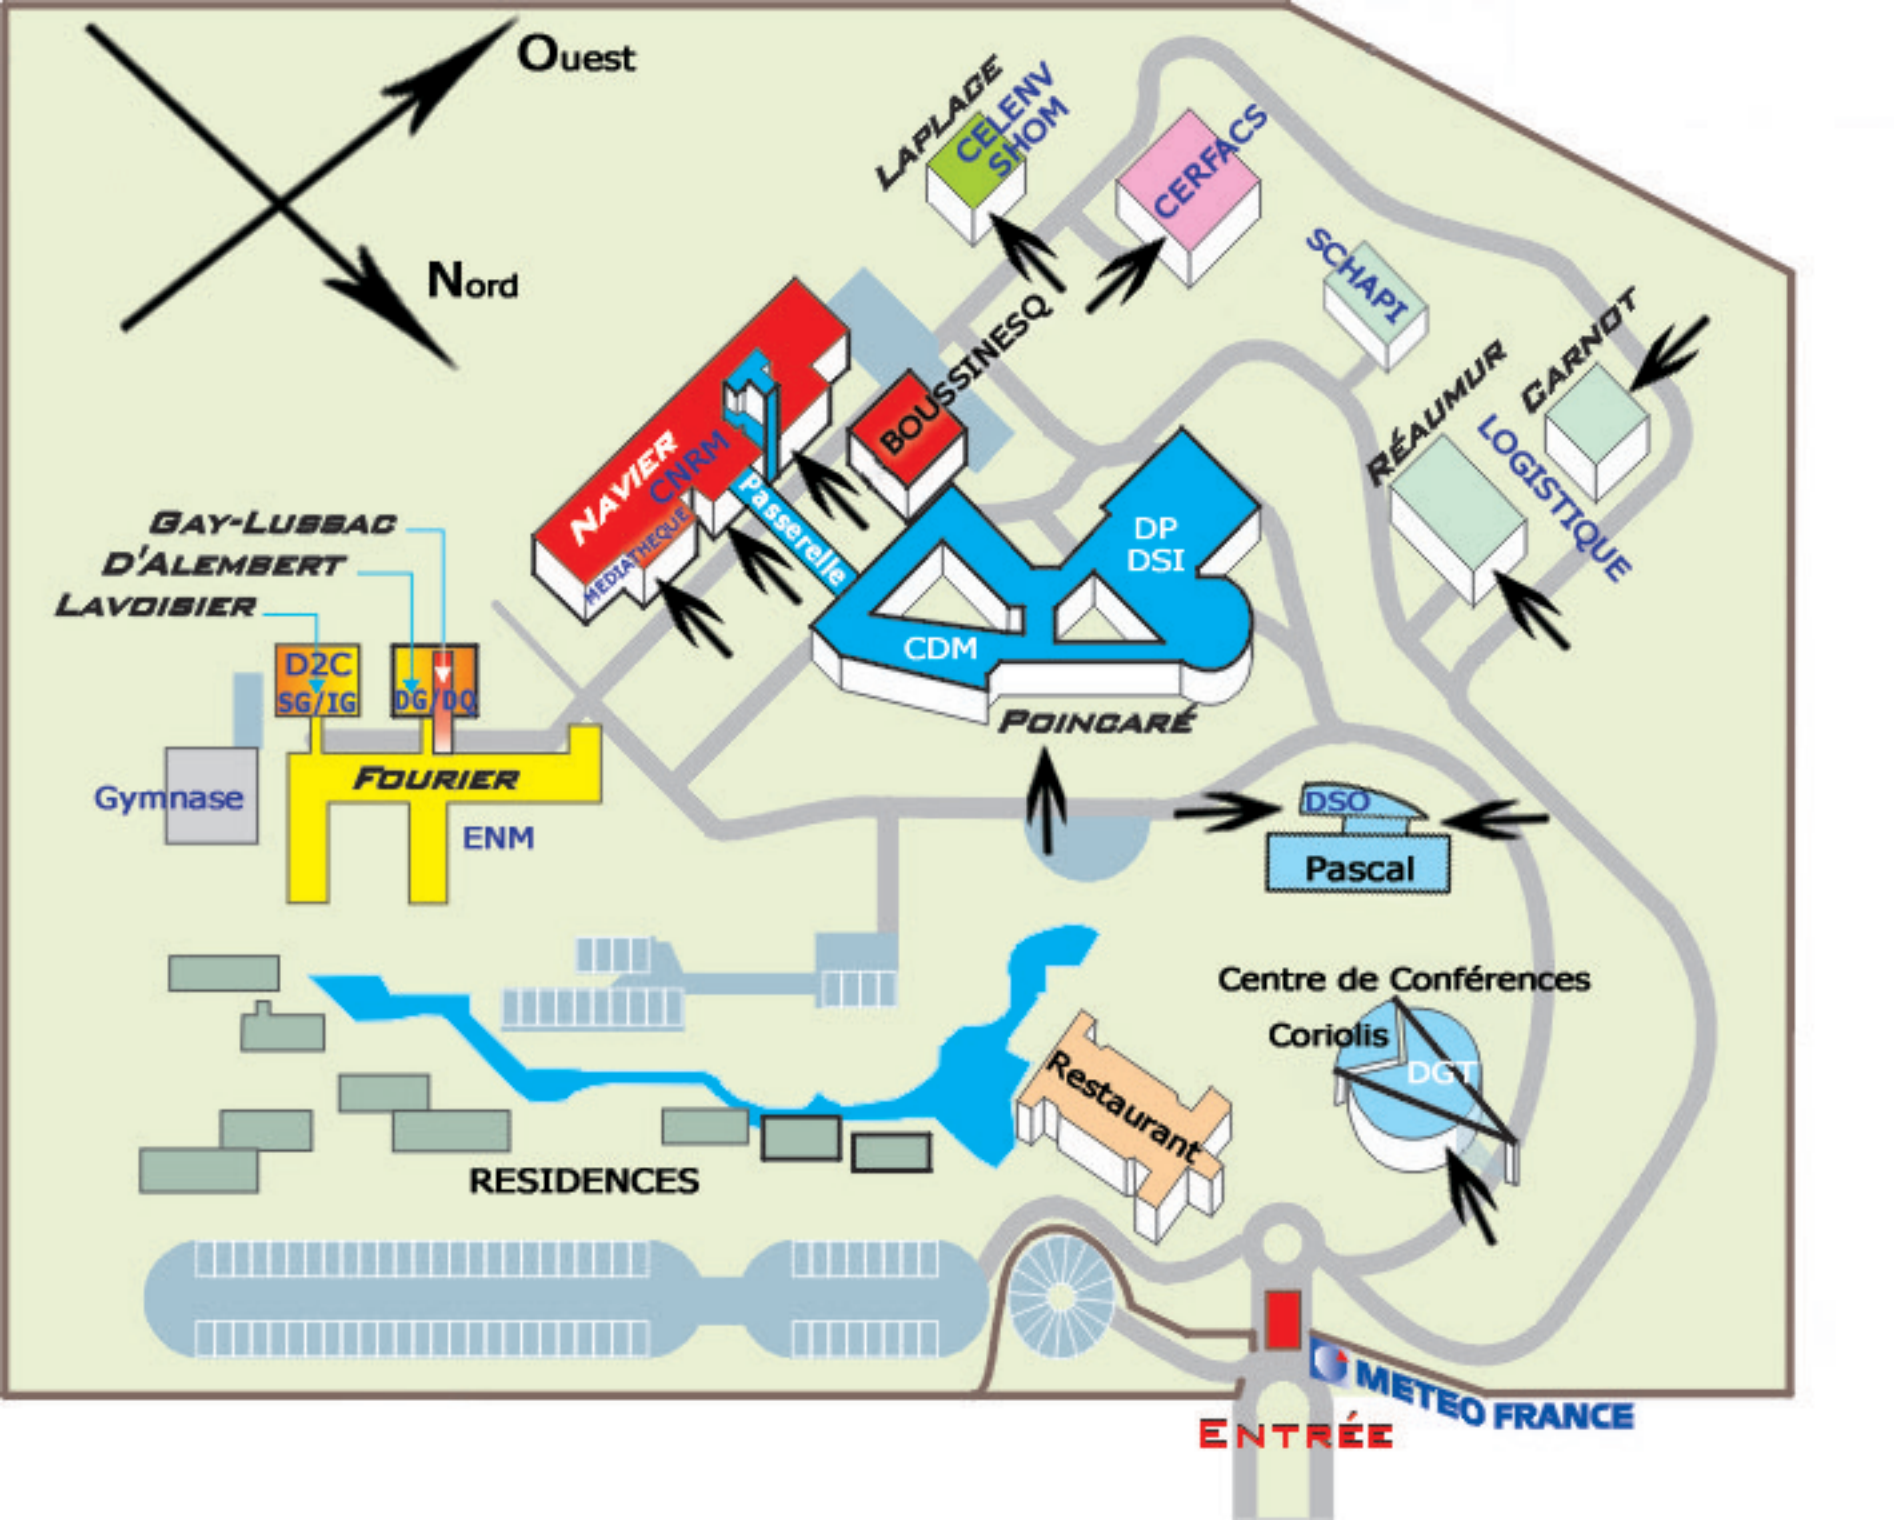 Ouest
Nord
LAPLACE
CELENV
SHOM
CERFACS
SCHAPI
GARNOT
RÉAUMUR
LOGISTIQUE
BOUSSINESQ
NAVIER
CNRM
MEDIATHEQUE
Passerelle
DP
DSI
CDM
POINCARÉ
GAY-LUSSAC
D'ALEMBERT
LAVOISIER
D2C
SG/IG
DG/DQ
FOURIER
Gymnase
ENM
DSO
Pascal
Centre de Conférences
Coriolis
DGT
Restaurant
RESIDENCES
METEO FRANCE
ENTRÉE